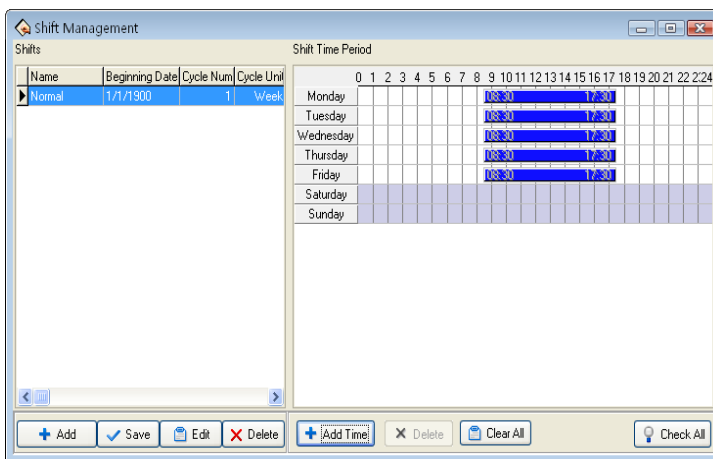 Shift Management
Shifts
Shift Time Period
Name Beginning Date Cycle Num Cycle Unit
Normal 1/1/1900 1 Week
0 1 2 3 4 5 6 7 8 9 10 11 12 13 14 15 16 17 18 19 20 21 22 2:24
Monday 08:30 17:30
Tuesday 08:30 17:30
Wednesday 08:30 17:30
Thursday 08:30 17:30
Friday 08:30 17:30
Saturday
Sunday
Add Save Edit Delete Add Time Delete Clear All Check All